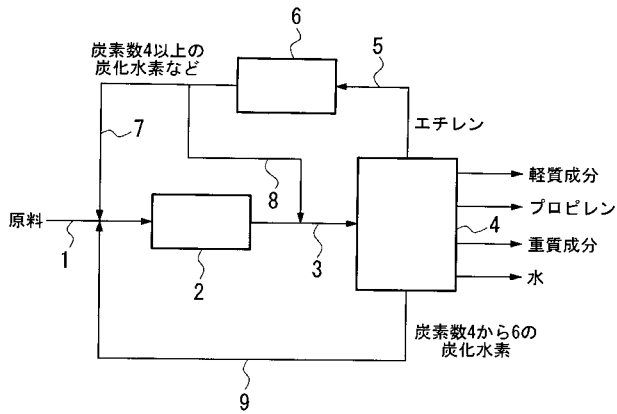 6
5
炭素数4以上の
炭化水素など
エチレン
7
8
軽質成分
プロピレン
4
重質成分
水
原料
1
2
3
炭素数4から6の
炭化水素
9